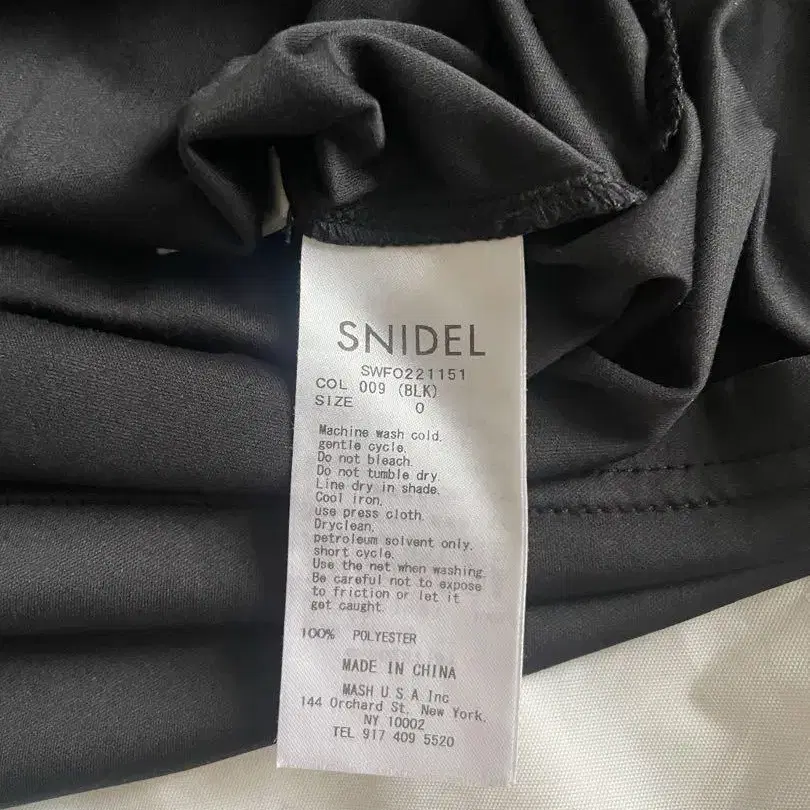 SNIDEL
SWFO221151
COL 009 (BLK)
SIZE 0
Machine wash cold.
gentle cycle.
Do not bleach.
Do not tumble dry.
Line dry in shade.
Cool iron.
use press cloth.
Dryclean.
petroleum solvent only.
short cycle.
Use the net when washing.
Be careful not to expose
to friction or let it
get caught.
100% POLYESTER
MADE IN CHINA
MASH U S A Inc
144 Orchard St. New York,
NY 10002
TEL 917 409 5520